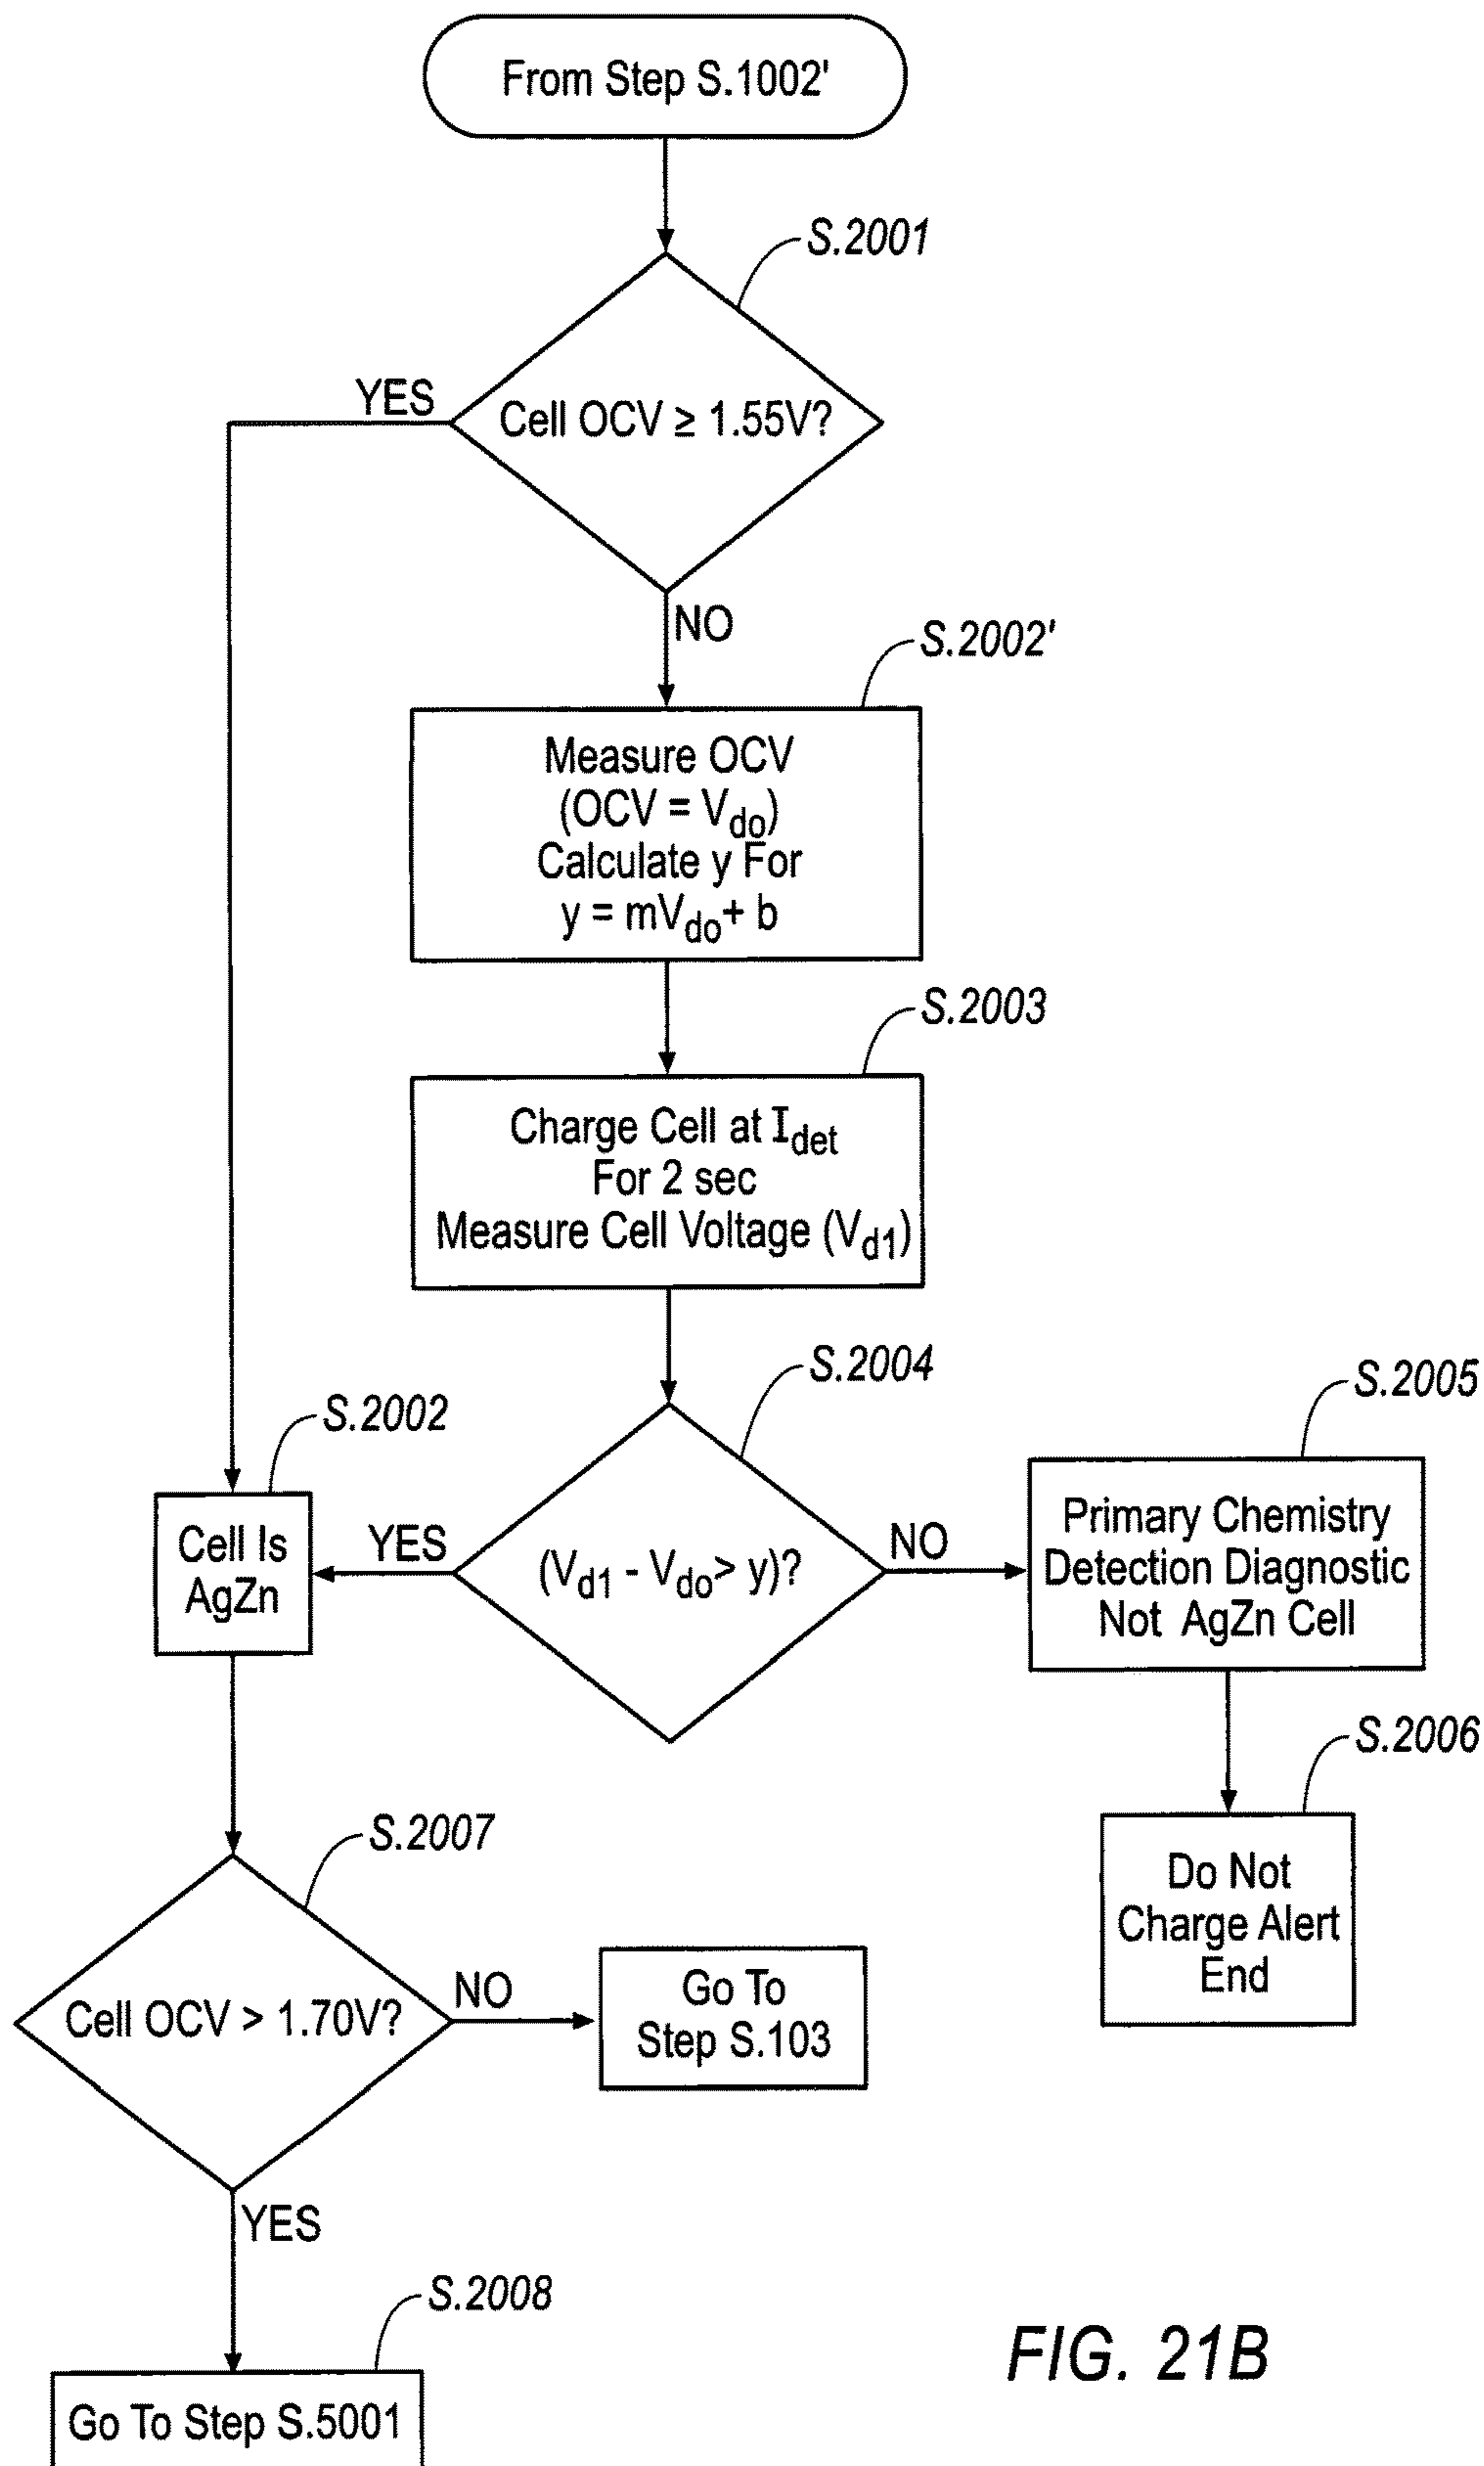 From Step S.1002'
S.2001
YES
Cell OCV ≥ 1.55V?
NO
S.2002'
Measure OCV
(OCV = Vdo)
Calculate y For
y = mVdo+ b
S.2003
Charge Cell at Idet
For 2 sec
Measure Cell Voltage (Vd1)
S.2004
S.2005
S.2002
Cell Is
AgZn
YES
(Vd1 - Vdo> y)?
NO
Primary Chemistry
Detection Diagnostic
Not AgZn Cell
S.2006
Do Not
Charge Alert
End
S.2007
Cell OCV > 1.70V?
NO
Go To
Step S.103
YES
S.2008
Go To Step S.5001
FIG. 21B